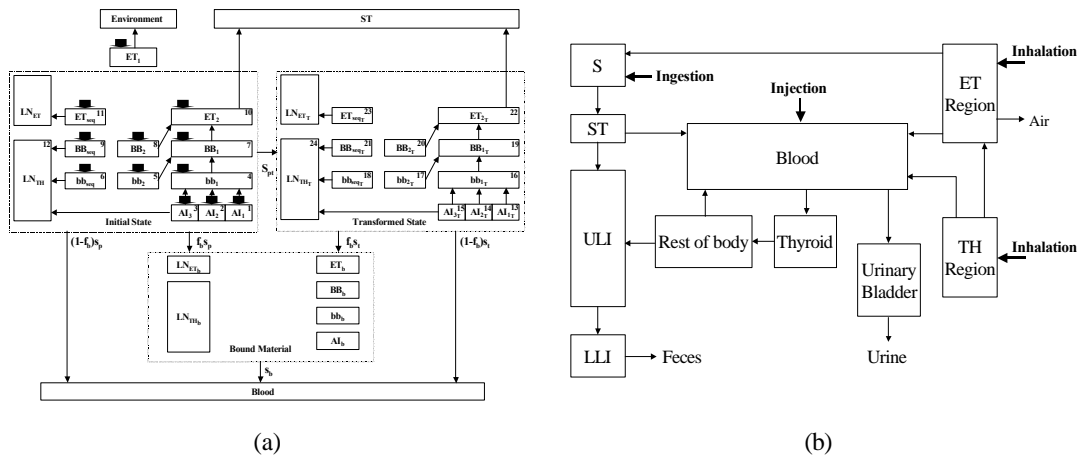 Environment
ST
ET1
LNET
ETseq 11
ET2 10
LNETT
ETseqT 23
ET2T 22
12
LNTH
BBseq 9
BB2 8
BB1 7
24
LNTHT
BBseqT 21
BB2T 20
BB1T 19
Spt
bbseq 6
bb2 5
bb1 4
bbseqT 18
bb2T 17
bb1T 16
AI3 3
AI2 2
AI1 1
AI3T 15
AI2T 14
AI1T 13
Initial State
Transformed State
(1-fb)sp
fbsp
fbst
(1-fb)st
LNETb
ETb
BBb
LNTHb
bbb
AIb
Bound Material
sb
Blood
(a)
S
Ingestion
Injection
ET
Region
Inhalation
Air
ST
Blood
ULI
Rest of body
Thyroid
Urinary
Bladder
TH
Region
Inhalation
LLI
Feces
Urine
(b)